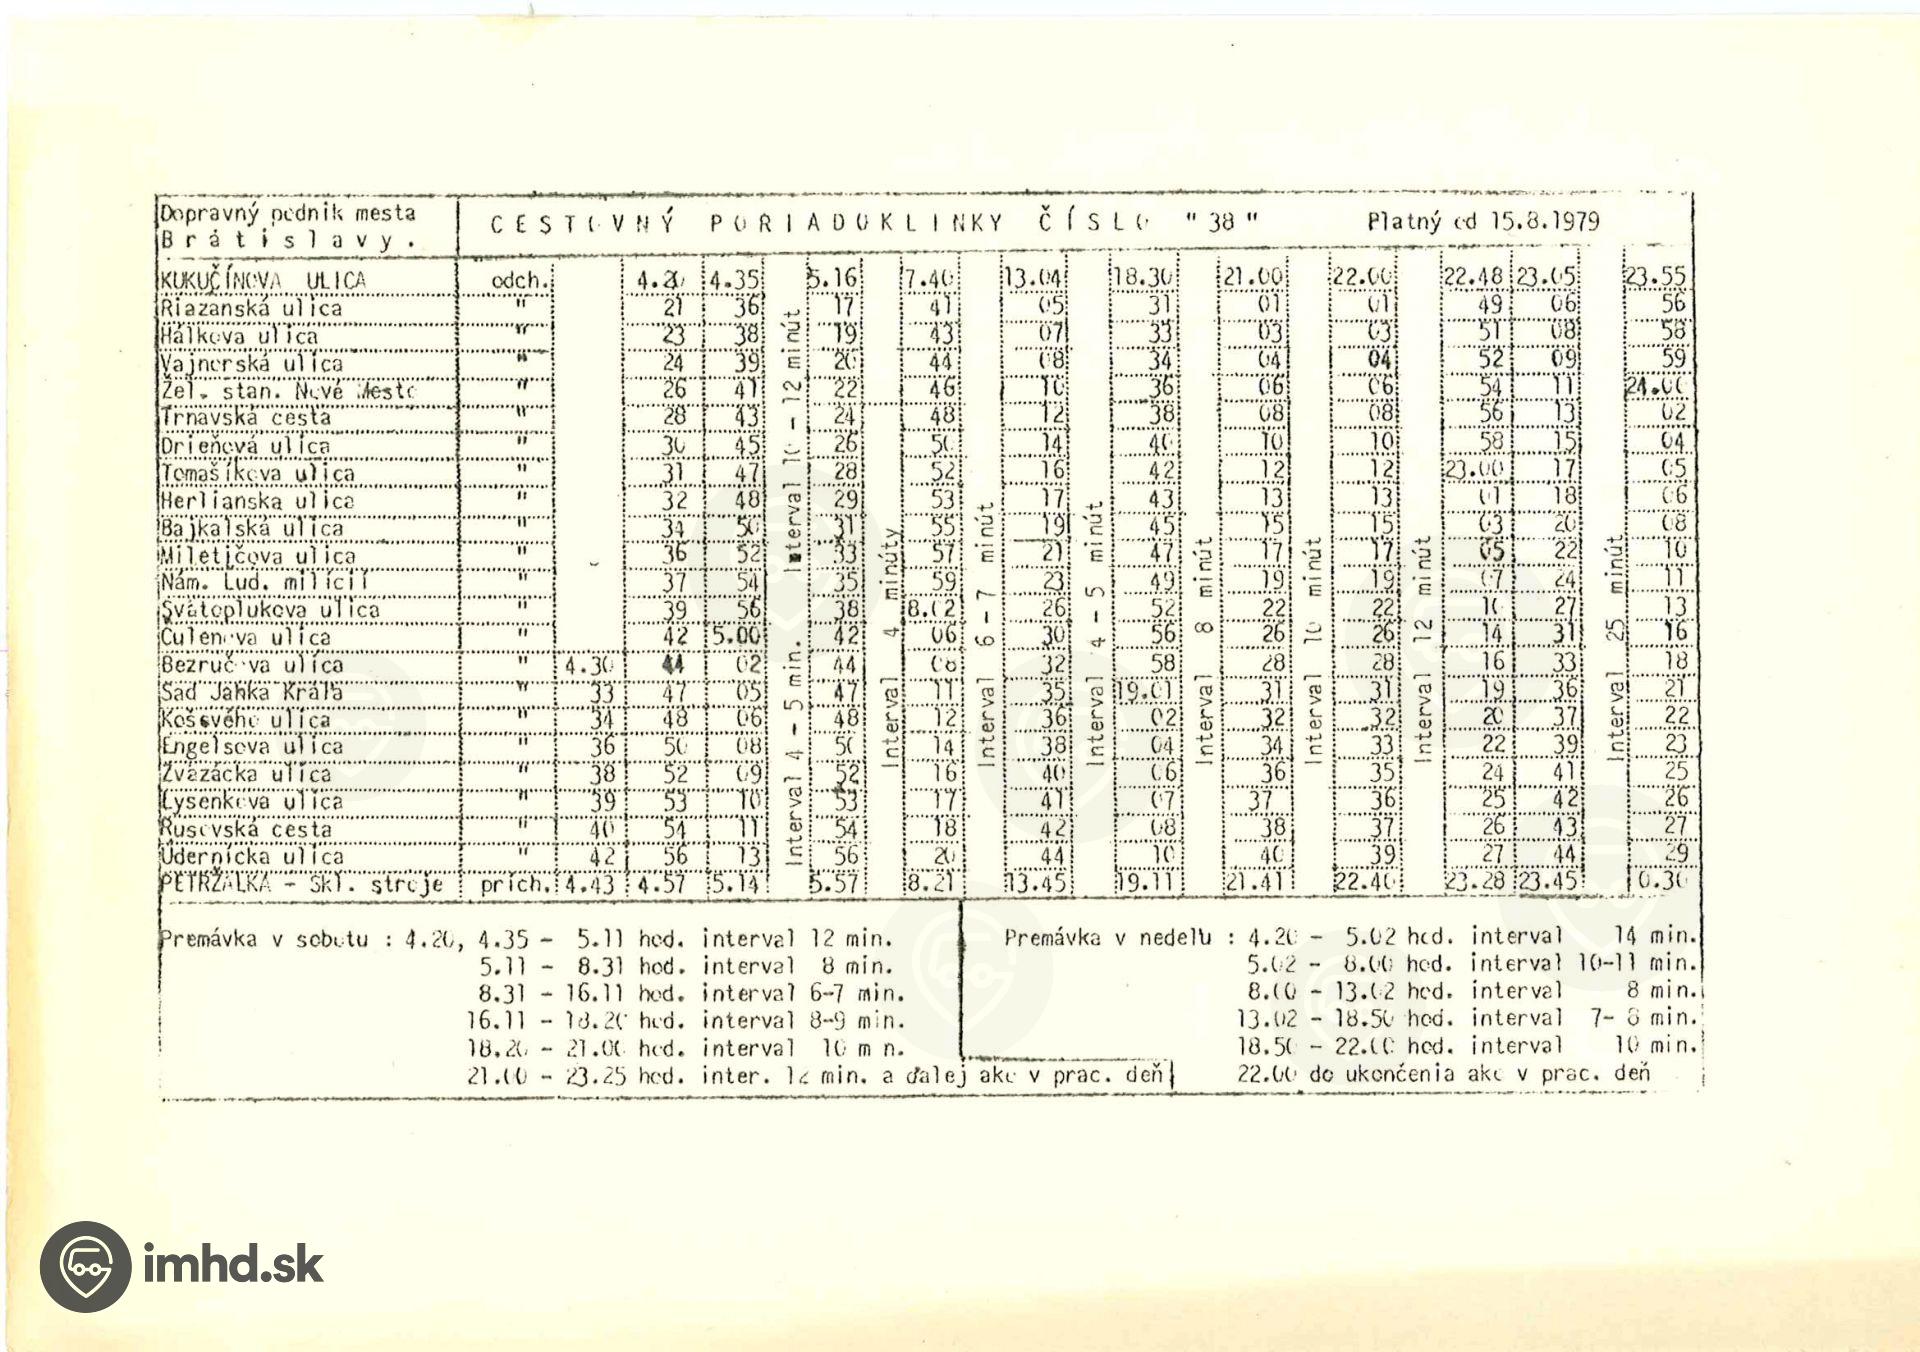 Dopravný podnik mesta
Brátislavy.
CESTOVNÝ PORIADOKLINKY ČÍSLO "38" Platný od 15.8.1979
KUKUČÍNOVA ULICA odch. 4.20 4.35 5.16 7.40 13.04 18.30 21.00 22.00 22.48 23.05 23.55
Riazanská ulica " 21 36 17 41 05 31 01 01 49 06 56
Hálkova ulica " 23 38 19 43 07 33 03 03 51 08 58
Vajnorská ulica " 24 39 20 44 08 34 04 04 52 09 59
Žel. stan. Nové Mesto " 26 41 22 46 10 36 06 06 54 11 24.00
Trnavská cesta " 28 43 24 48 12 38 08 08 56 13 02
Drieňová ulica " 30 45 26 50 14 40 10 10 58 15 04
Tomašíkova ulica " 31 47 28 52 16 42 12 12 23.00 17 05
Herlianska ulica " 32 48 29 53 17 43 13 13 01 18 06
Bajkalská ulica " 34 50 31 55 19 45 15 15 03 20 08
Miletičova ulica " 36 52 33 57 21 47 17 17 05 22 10
Nám. Lud. milícií " 37 54 35 59 23 49 19 19 07 24 11
Svätoplukova ulica " 39 56 38 8.02 26 52 22 22 10 27 13
Čulenova ulica " 42 5.00 42 06 30 56 26 26 14 31 16
Bezručova ulica " 4.30 44 02 44 08 32 58 28 28 16 33 18
Sad Janka Kráľa " 33 47 05 47 11 35 19.01 31 31 19 36 21
Košsvého ulica " 34 48 06 48 12 36 02 32 32 20 37 22
Engelsova ulica " 36 50 08 50 14 38 04 34 33 22 39 23
Zväzácka ulica " 38 52 09 52 16 40 06 36 35 24 41 25
Lysenkova ulica " 39 53 10 53 17 41 07 37 36 25 42 26
Rusovská cesta " 40 54 11 54 18 42 08 38 37 26 43 27
Údernícka ulica " 42 56 13 56 20 44 10 40 39 27 44 29
PETRŽALKA - Skl. stroje prích. 4.43 4.57 5.14 5.57 8.21 13.45 19.11 21.41 22.40 23.28 23.45 0.30
Interval 4 - 5 min. Interval 10 - 12 minút
Interval 4 minúty
Interval 6 - 7 minút
Interval 4 - 5 minút
Interval 8 minút
Interval 10 minút
Interval 12 minút
Interval 25 minút
Premávka v sobotu : 4.20, 4.35 - 5.11 hod. interval 12 min.
5.11 - 8.31 hod. interval 8 min.
8.31 - 16.11 hod. interval 6-7 min.
16.11 - 18.20 hod. interval 8-9 min.
18.20 - 21.00 hod. interval 10 m n.
21.00 - 23.25 hod. inter. 12 min. a ďalej ako v prac. deň
Premávka v nedelu : 4.20 - 5.02 hod. interval 14 min.
5.02 - 8.00 hod. interval 10-11 min.
8.00 - 13.02 hod. interval 8 min.
13.02 - 18.50 hod. interval 7- 8 min.
18.50 - 22.00 hod. interval 10 min.
22.00 do ukončenia ako v prac. deň
imhd.sk